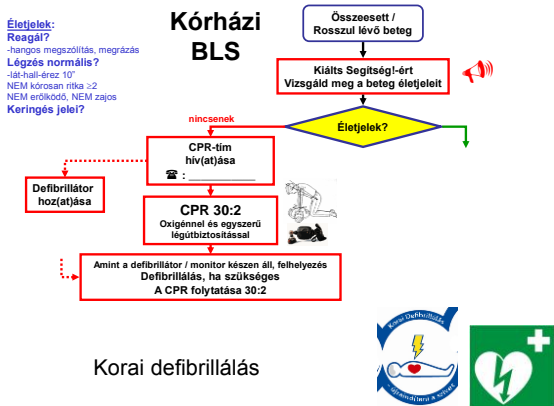 Életjelek:
Reagál?
-hangos megszólítás, megrázás
Légzés normális?
-lát-hall-érez 10"
NEM kórosan ritka ≥2
NEM erőlködő, NEM zajos
Keringés jelei?
Kórházi
BLS
Összeesett /
Rosszul lévő beteg
Kiálts Segítség!-ért
Vizsgáld meg a beteg életjeleit
Életjelek?
nincsenek
CPR-tím
hív(at)ása
☎ : __________
Defibrillátor
hoz(at)ása
CPR 30:2
Oxigénnel és egyszerű
légútbiztosítással
Amint a defibrillátor / monitor készen áll, felhelyezés
Defibrillálás, ha szükséges
A CPR folytatása 30:2
Korai defibrillálás
Korai Defibrillálás
- újraindítani a szívet